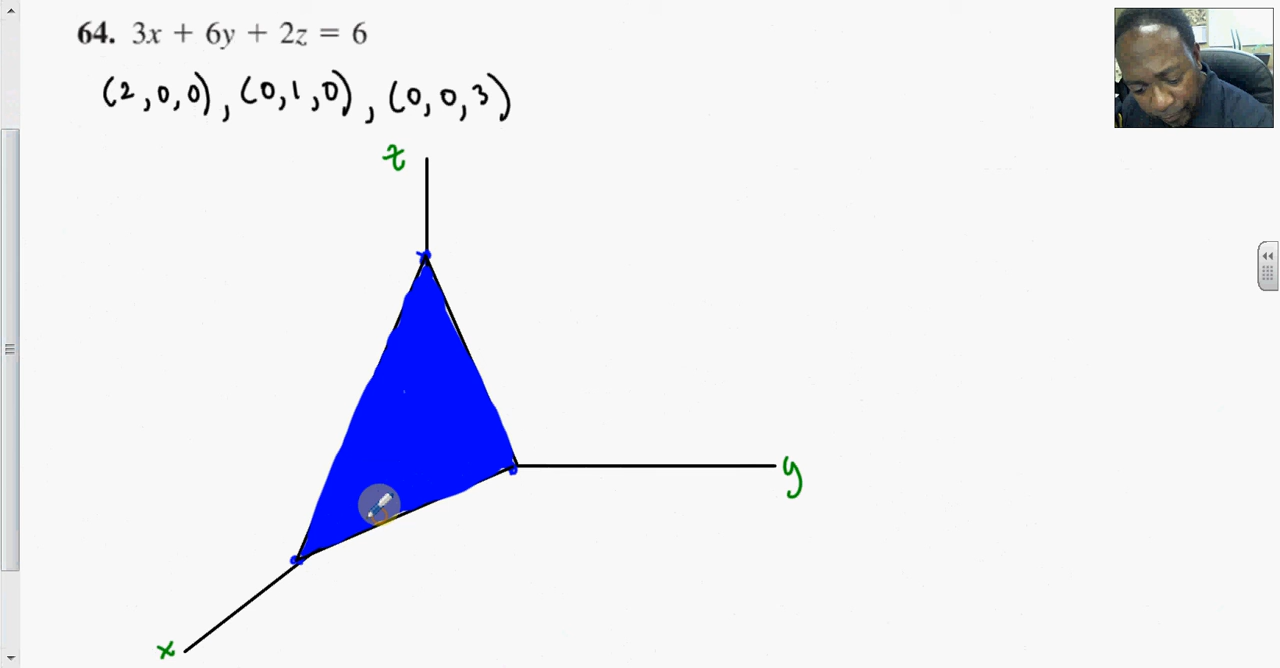 64. 3x + 6y + 2z = 6
(2,0,0), (0,1,0), (0,0,3)
z
y
x